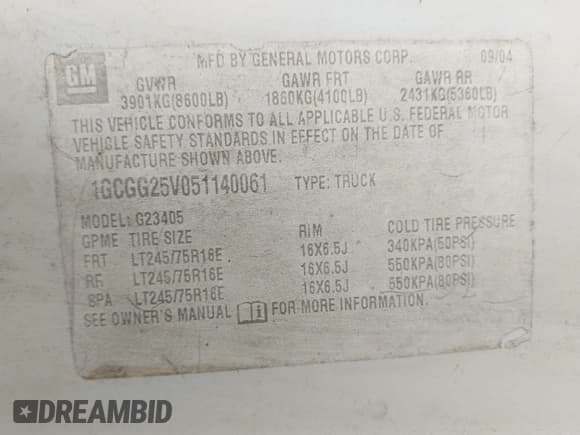 GM
MFD BY GENERAL MOTORS CORP. 09/04
GVWR GAWR FRT GAWR RR
3901KG(8600LB) 1860KG(4100LB) 2431KG(5360LB)
THIS VEHICLE CONFORMS TO ALL APPLICABLE U.S. FEDERAL MOTOR
VEHICLE SAFETY STANDARDS IN EFFECT ON THE DATE OF
MANUFACTURE SHOWN ABOVE.
1GCGG25V051140061 TYPE: TRUCK
MODEL: G23405
GPME TIRE SIZE RIM COLD TIRE PRESSURE
FRT LT245/75R16E 16X6.5J 340KPA(50PSI)
RR LT245/75R16E 16X6.5J 550KPA(80PSI)
SPA LT245/75R16E 16X6.5J 550KPA(80PSI)
SEE OWNER'S MANUAL FOR MORE INFORMATION.
DREAMBID